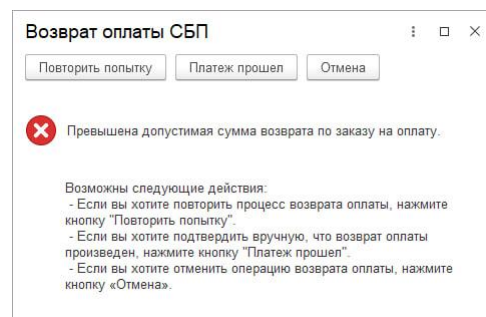 Возврат оплаты СБП
Повторить попытку Платеж прошел Отмена
Превышена допустимая сумма возврата по заказу на оплату.
Возможны следующие действия:
- Если вы хотите повторить процесс возврата оплаты, нажмите
кнопку "Повторить попытку".
- Если вы хотите подтвердить вручную, что возврат оплаты
произведен, нажмите кнопку "Платеж прошел".
- Если вы хотите отменить операцию возврата оплаты, нажмите
кнопку «Отмена».